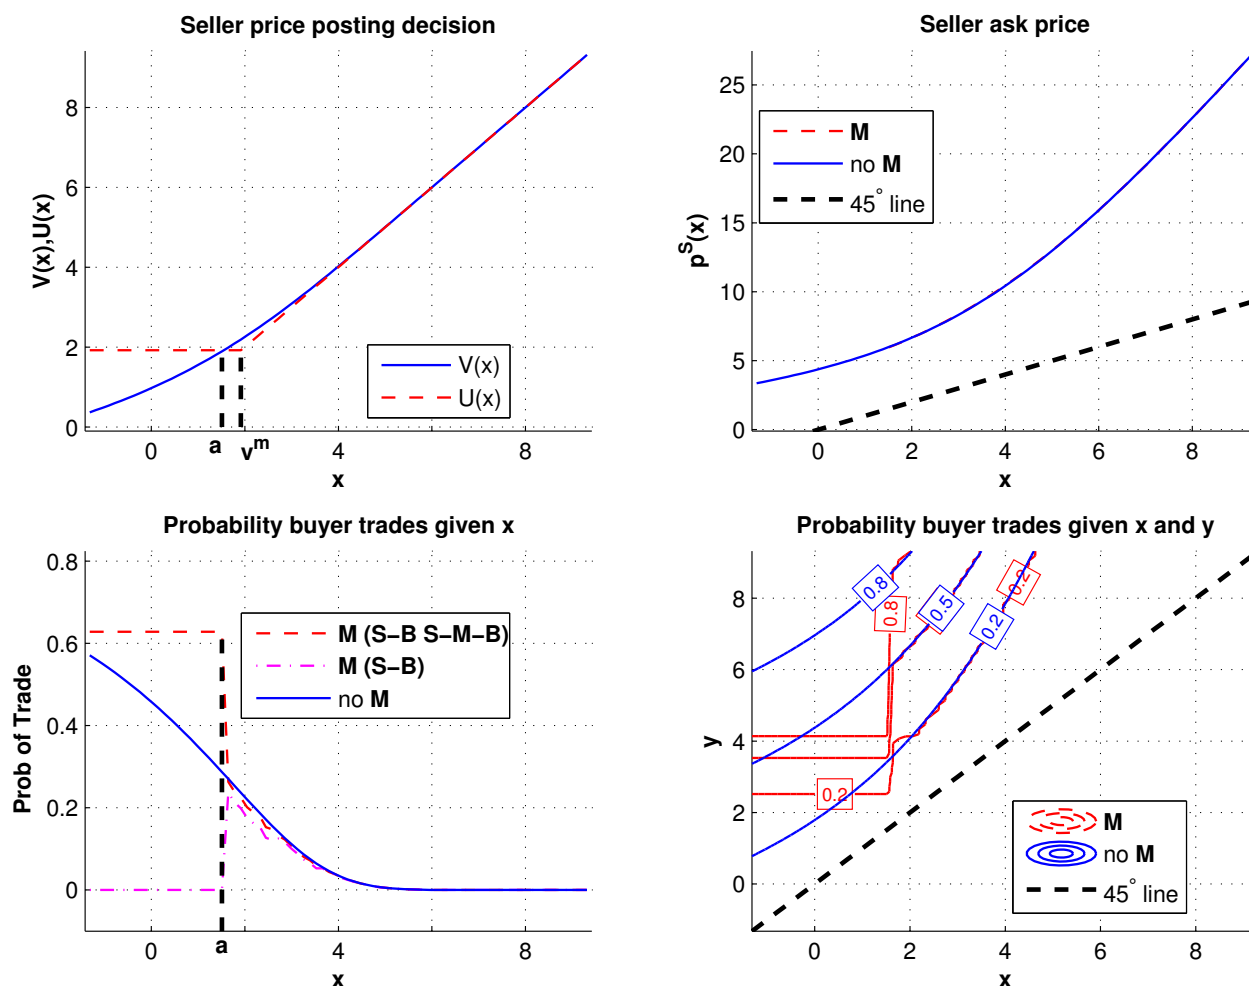 Seller price posting decision
V(x),U(x)
8
6
4
2
0
0
a
v^m
4
8
x
V(x)
U(x)
Seller ask price
p^S(x)
25
20
15
10
5
0
0
2
4
6
8
x
M
no M
45° line
Probability buyer trades given x
Prob of Trade
0.8
0.6
0.4
0.2
0
0
a
4
8
x
M (S−B S−M−B)
M (S−B)
no M
Probability buyer trades given x and y
y
8
6
4
2
0
0
2
4
6
8
x
0.8
0.8
0.5
0.2
0.2
0.2
M
no M
45° line